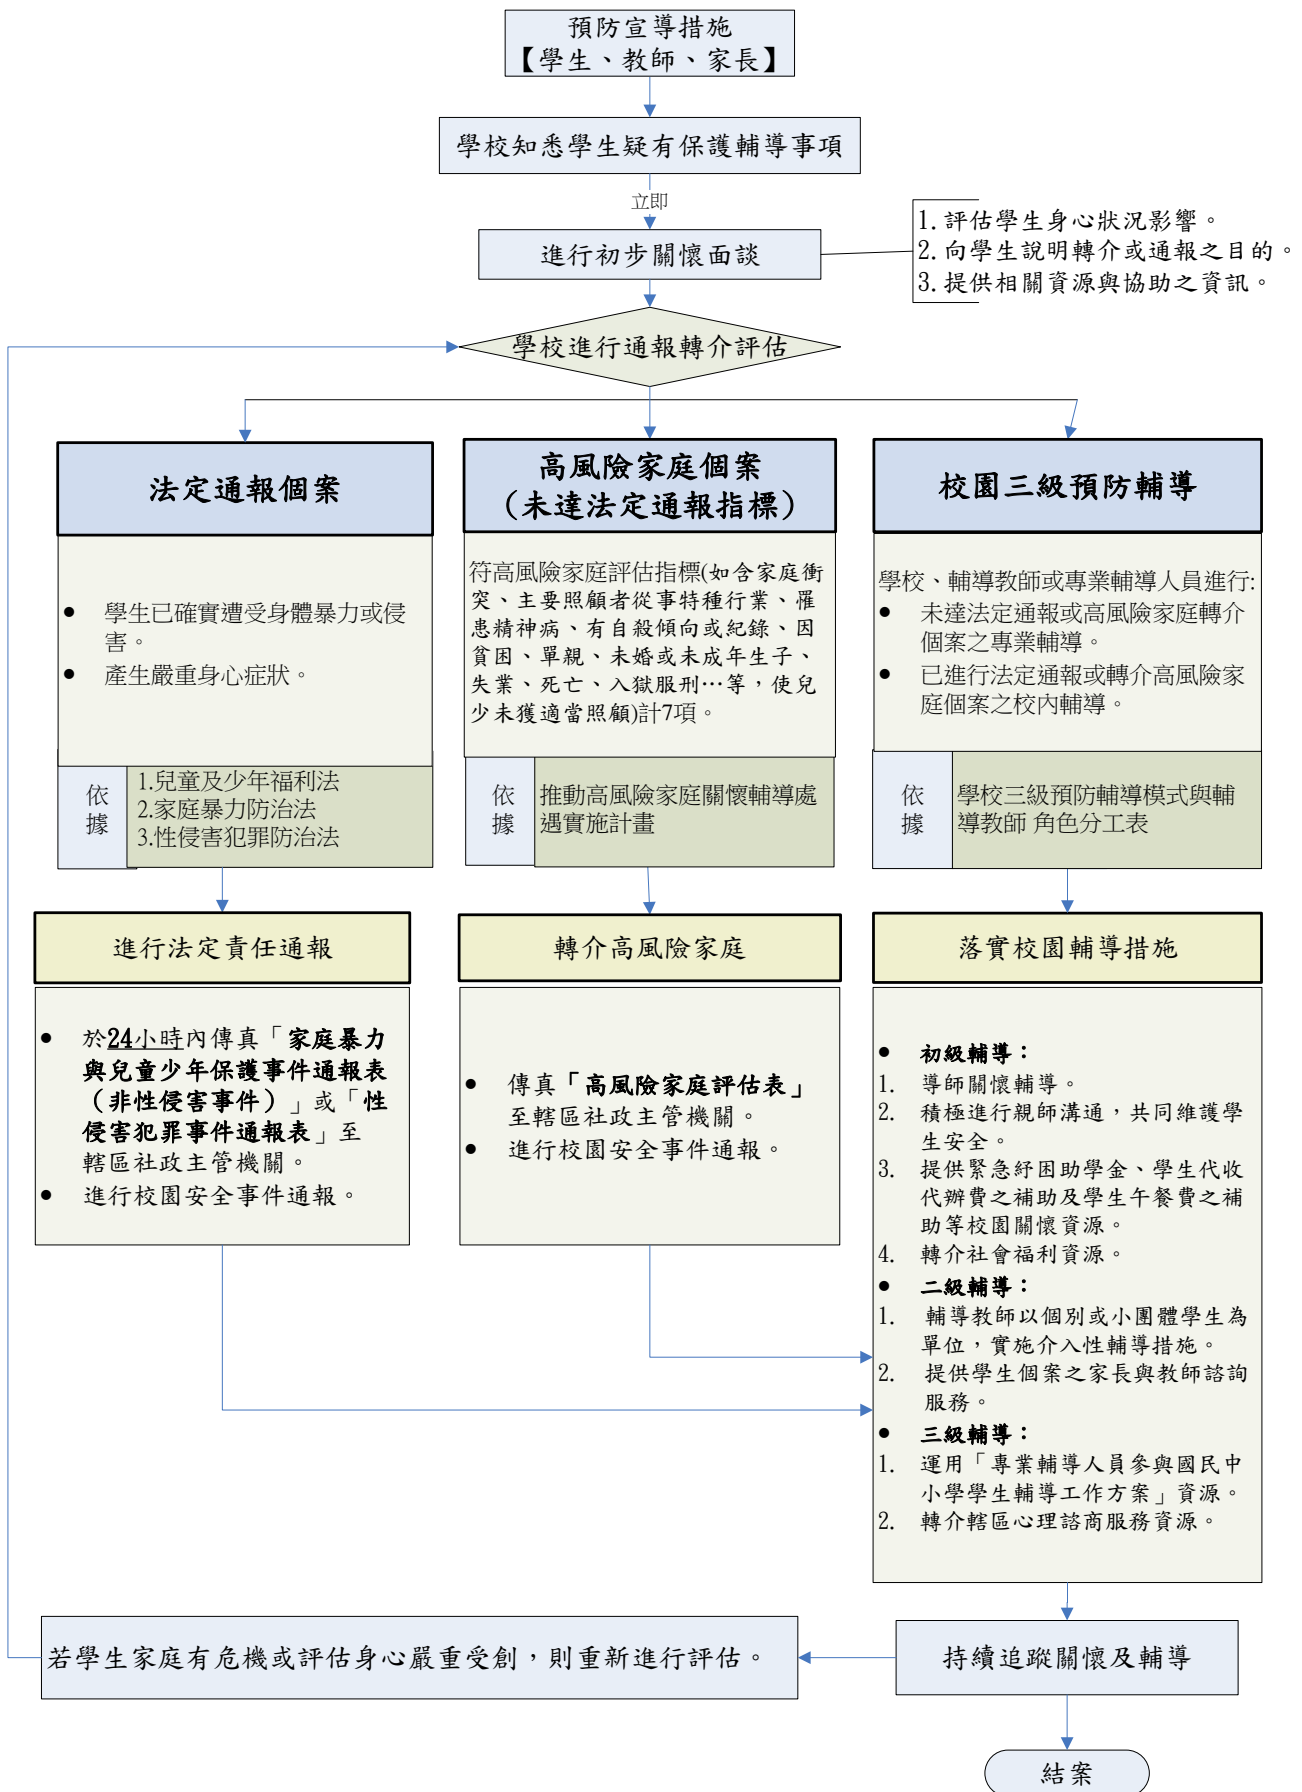 預防宣導措施
【學生、教師、家長】
學校知悉學生疑有保護輔導事項
立即
進行初步關懷面談
1.評估學生身心狀況影響。
2.向學生說明轉介或通報之目的。
3.提供相關資源與協助之資訊。
學校進行通報轉介評估
法定通報個案
● 學生已確實遭受身體暴力或侵
害。
● 產生嚴重身心症狀。
依
據
1.兒童及少年福利法
2.家庭暴力防治法
3.性侵害犯罪防治法
高風險家庭個案
（未達法定通報指標）
符高風險家庭評估指標(如含家庭衝
突、主要照顧者從事特種行業、罹
患精神病、有自殺傾向或紀錄、因
貧困、單親、未婚或未成年生子、
失業、死亡、入獄服刑…等，使兒
少未獲適當照顧)計7項。
依
據
推動高風險家庭關懷輔導處
遇實施計畫
校園三級預防輔導
學校、輔導教師或專業輔導人員進行:
● 未達法定通報或高風險家庭轉介
個案之專業輔導。
● 已進行法定通報或轉介高風險家
庭個案之校內輔導。
依
據
學校三級預防輔導模式與輔
導教師 角色分工表
進行法定責任通報
● 於24小時內傳真「家庭暴力
與兒童少年保護事件通報表
（非性侵害事件）」或「性
侵害犯罪事件通報表」至
轄區社政主管機關。
● 進行校園安全事件通報。
轉介高風險家庭
● 傳真「高風險家庭評估表」
至轄區社政主管機關。
● 進行校園安全事件通報。
落實校園輔導措施
● 初級輔導：
1. 導師關懷輔導。
2. 積極進行親師溝通，共同維護學
生安全。
3. 提供緊急紓困助學金、學生代收
代辦費之補助及學生午餐費之補
助等校園關懷資源。
4. 轉介社會福利資源。
● 二級輔導：
1. 輔導教師以個別或小團體學生為
單位，實施介入性輔導措施。
2. 提供學生個案之家長與教師諮詢
服務。
● 三級輔導：
1. 運用「專業輔導人員參與國民中
小學學生輔導工作方案」資源。
2. 轉介轄區心理諮商服務資源。
若學生家庭有危機或評估身心嚴重受創，則重新進行評估。
持續追蹤關懷及輔導
結案